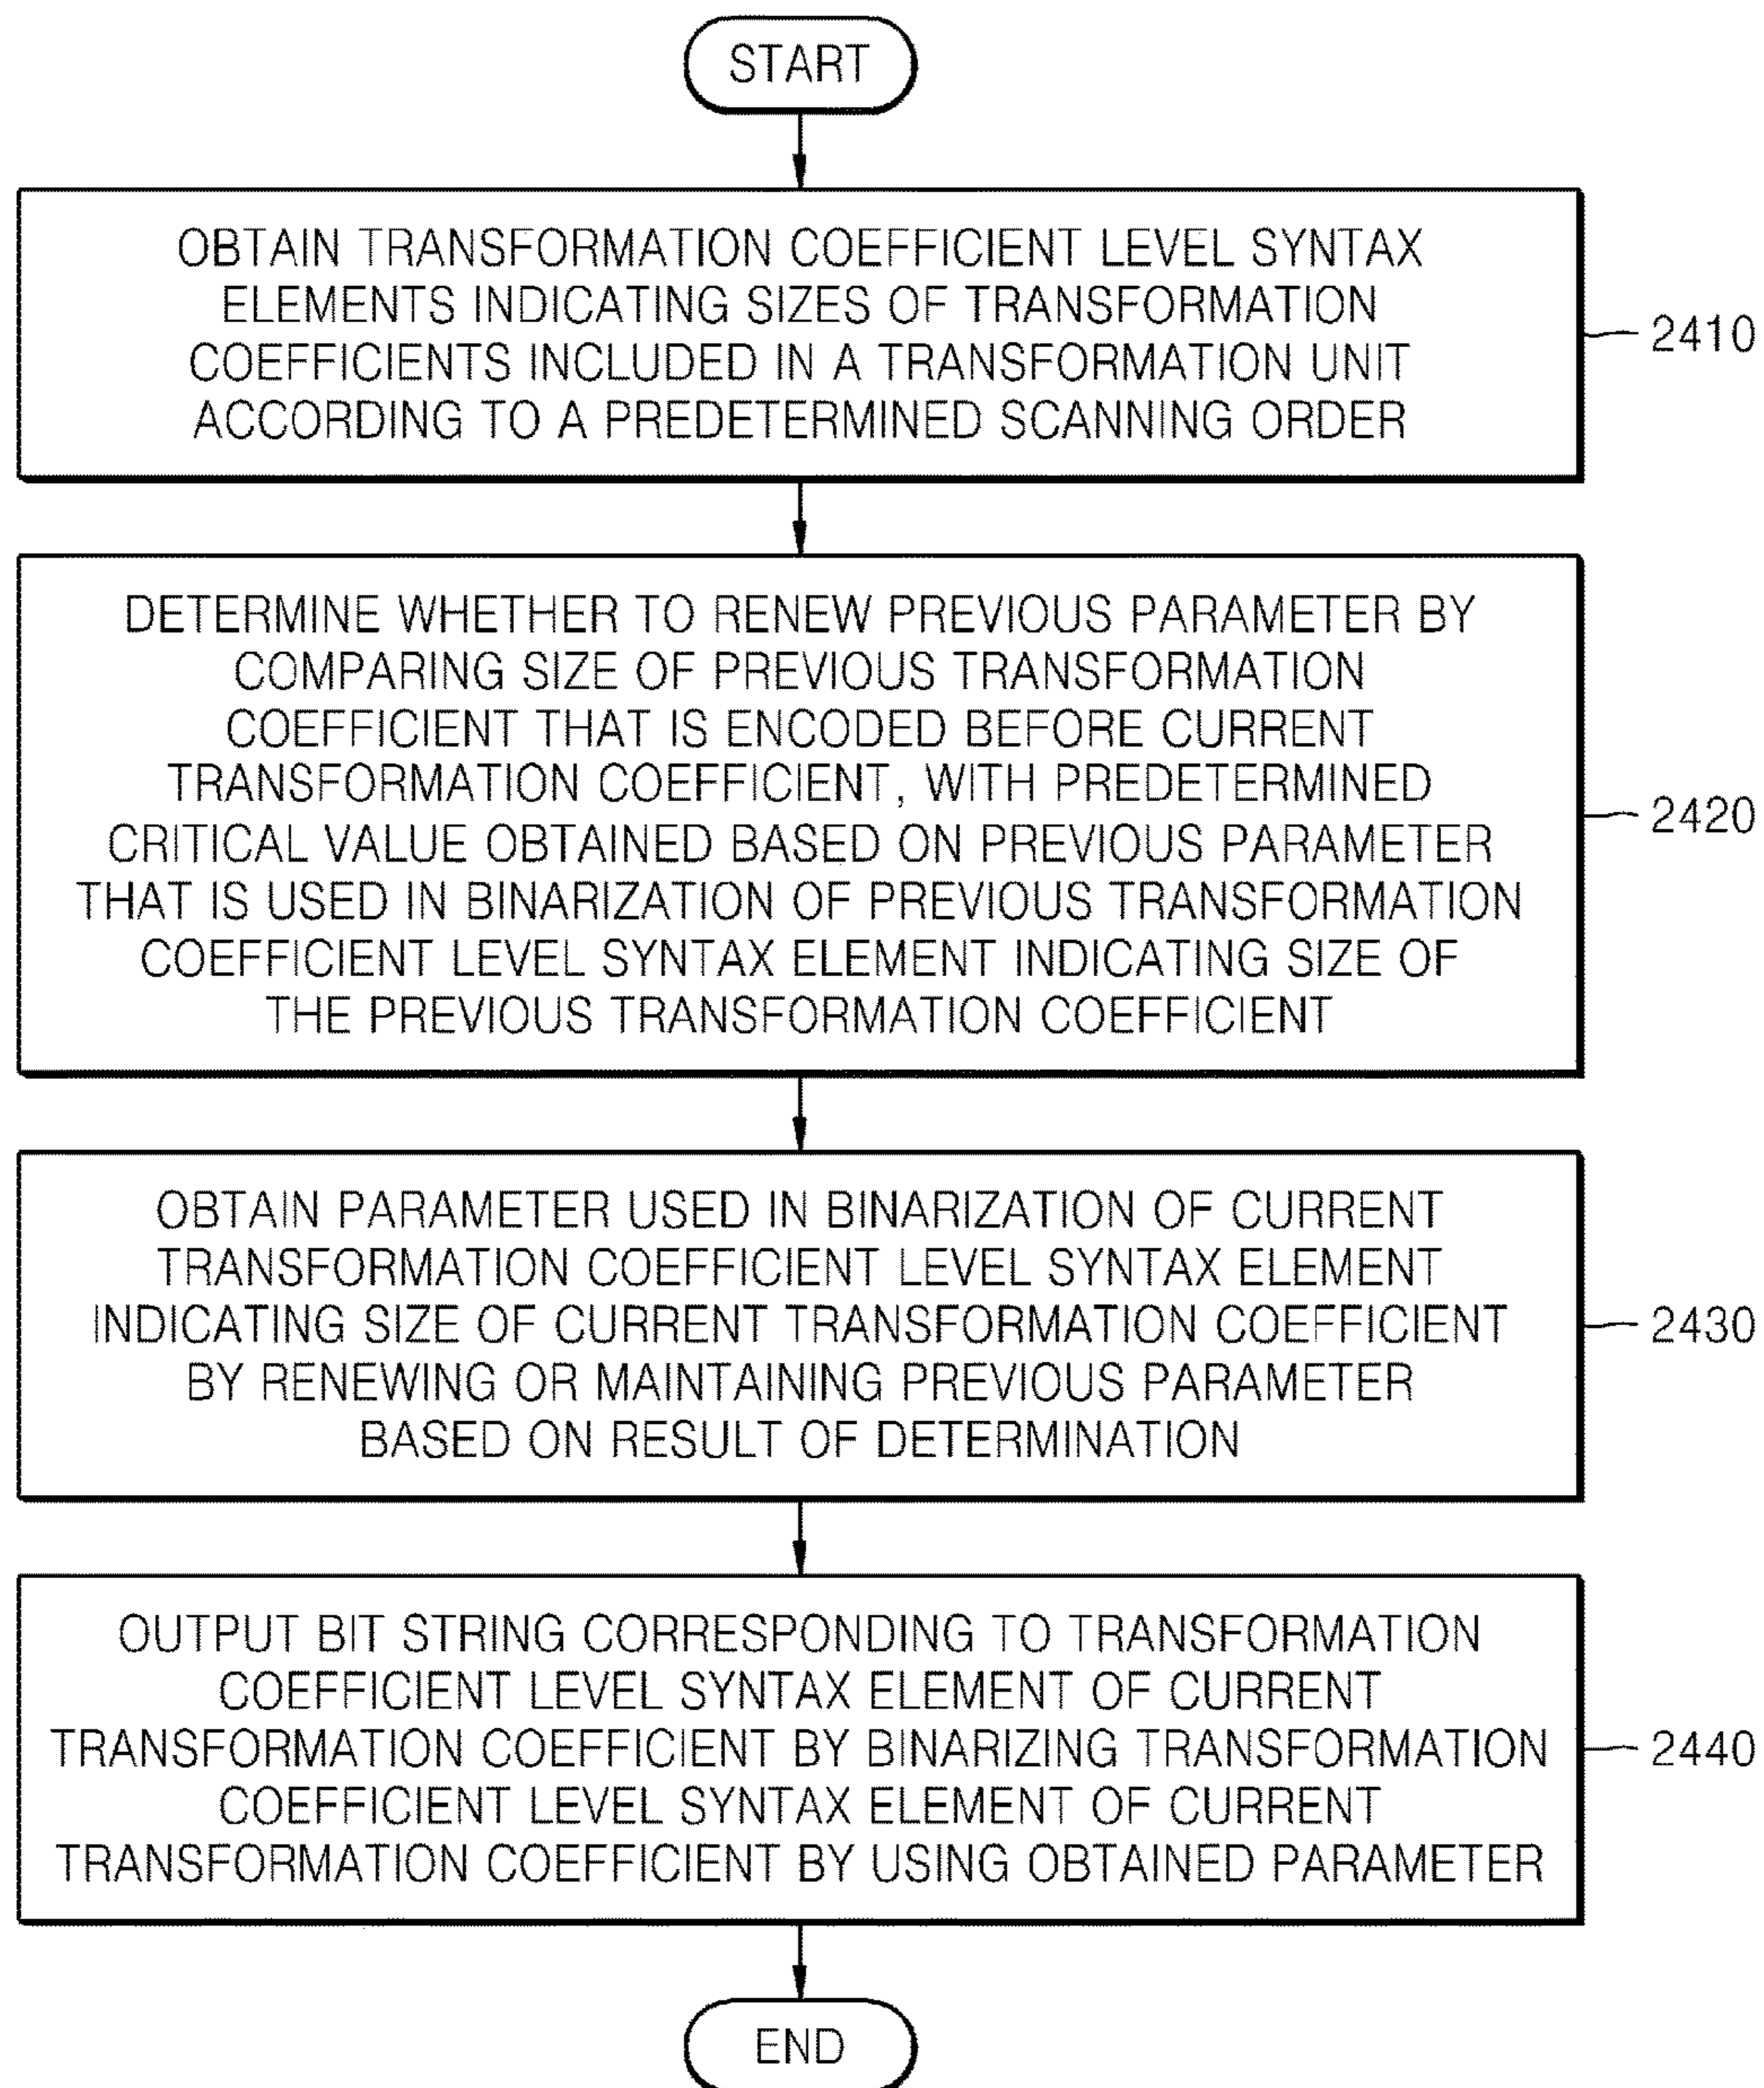 START
OBTAIN TRANSFORMATION COEFFICIENT LEVEL SYNTAX
ELEMENTS INDICATING SIZES OF TRANSFORMATION
COEFFICIENTS INCLUDED IN A TRANSFORMATION UNIT
ACCORDING TO A PREDETERMINED SCANNING ORDER
2410
DETERMINE WHETHER TO RENEW PREVIOUS PARAMETER BY
COMPARING SIZE OF PREVIOUS TRANSFORMATION
COEFFICIENT THAT IS ENCODED BEFORE CURRENT
TRANSFORMATION COEFFICIENT, WITH PREDETERMINED
CRITICAL VALUE OBTAINED BASED ON PREVIOUS PARAMETER
THAT IS USED IN BINARIZATION OF PREVIOUS TRANSFORMATION
COEFFICIENT LEVEL SYNTAX ELEMENT INDICATING SIZE OF
THE PREVIOUS TRANSFORMATION COEFFICIENT
2420
OBTAIN PARAMETER USED IN BINARIZATION OF CURRENT
TRANSFORMATION COEFFICIENT LEVEL SYNTAX ELEMENT
INDICATING SIZE OF CURRENT TRANSFORMATION COEFFICIENT
BY RENEWING OR MAINTAINING PREVIOUS PARAMETER
BASED ON RESULT OF DETERMINATION
2430
OUTPUT BIT STRING CORRESPONDING TO TRANSFORMATION
COEFFICIENT LEVEL SYNTAX ELEMENT OF CURRENT
TRANSFORMATION COEFFICIENT BY BINARIZING TRANSFORMATION
COEFFICIENT LEVEL SYNTAX ELEMENT OF CURRENT
TRANSFORMATION COEFFICIENT BY USING OBTAINED PARAMETER
2440
END